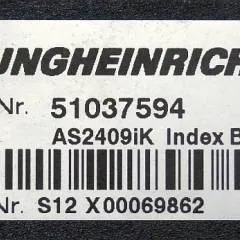 UNGHEINRICH
Nr. 51037594
AS2409iK Index B
Nr. S12 X00069862